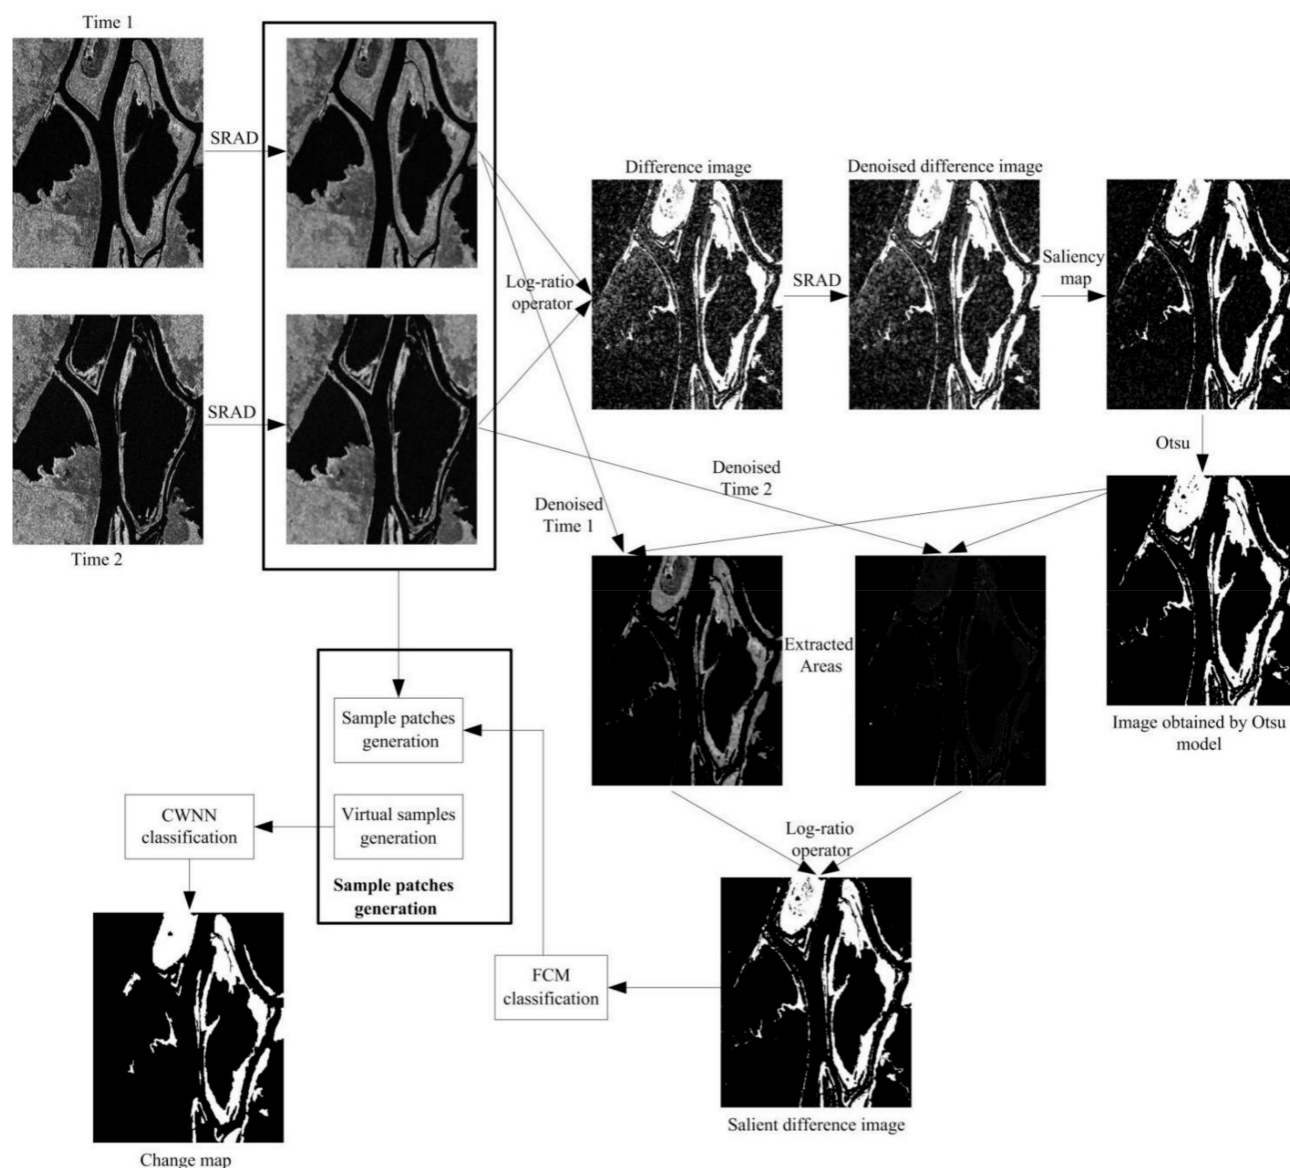 Time 1
SRAD
Difference image
Denoised difference image
Log-ratio
operator
SRAD
Saliency
map
SRAD
Time 2
Otsu
Denoised
Time 2
Denoised
Time 1
Extracted
Areas
Image obtained by Otsu
model
Sample patches
generation
CWNN
classification
Virtual samples
generation
Sample patches
generation
Log-ratio
operator
FCM
classification
Salient difference image
Change map